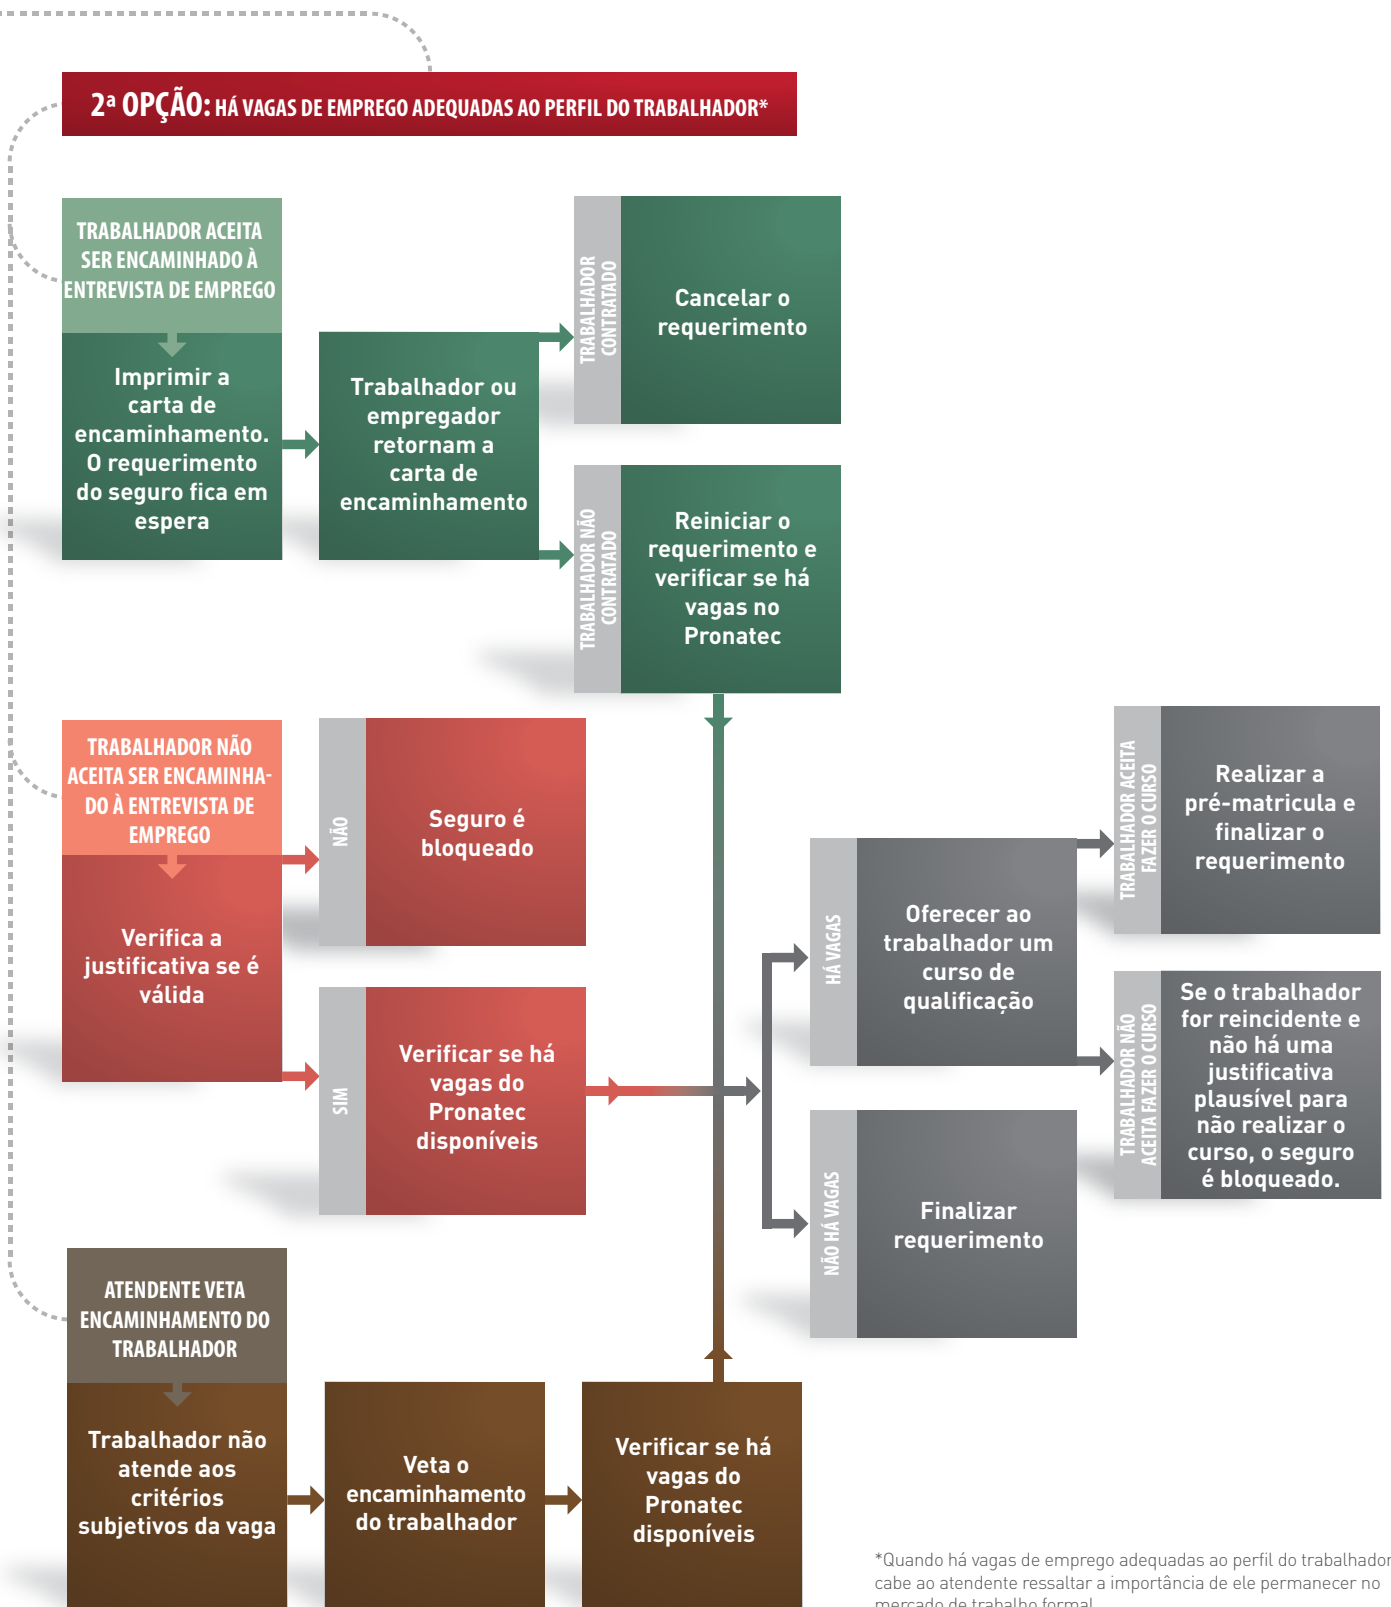 2ª OPÇÃO: HÁ VAGAS DE EMPREGO ADEQUADAS AO PERFIL DO TRABALHADOR*
TRABALHADOR ACEITA
SER ENCAMINHADO À
ENTREVISTA DE EMPREGO
Imprimir a
carta de
encaminhamento.
O requerimento
do seguro fica em
espera
Trabalhador ou
empregador
retornam a
carta de
encaminhamento
TRABALHADOR
CONTRATADO
Cancelar o
requerimento
TRABALHADOR NÃO
CONTRATADO
Reiniciar o
requerimento e
verificar se há
vagas no
Pronatec
TRABALHADOR NÃO
ACEITA SER ENCAMINHA-
DO À ENTREVISTA DE
EMPREGO
Verifica a
justificativa se é
válida
NÃO
Seguro é
bloqueado
SIM
Verificar se há
vagas do
Pronatec
disponíveis
HÁ VAGAS
Oferecer ao
trabalhador um
curso de
qualificação
TRABALHADOR ACEITA
FAZER O CURSO
Realizar a
pré-matricula e
finalizar o
requerimento
TRABALHADOR NÃO
ACEITA FAZER O CURSO
Se o trabalhador
for reincidente e
não há uma
justificativa
plausível para
não realizar o
curso, o seguro
é bloqueado.
NÃO HÁ VAGAS
Finalizar
requerimento
ATENDENTE VETA
ENCAMINHAMENTO DO
TRABALHADOR
Trabalhador não
atende aos
critérios
subjetivos da vaga
Veta o
encaminhamento
do trabalhador
Verificar se há
vagas do
Pronatec
disponíveis
*Quando há vagas de emprego adequadas ao perfil do trabalhador
cabe ao atendente ressaltar a importância de ele permanecer no
mercado de trabalho formal